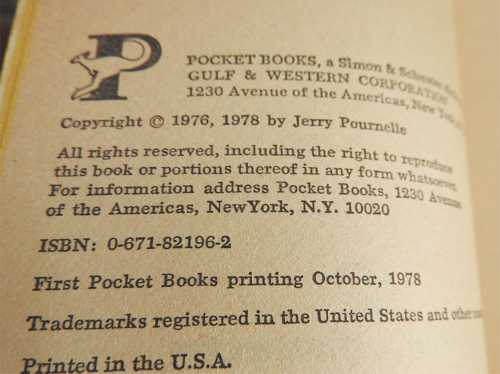 P
POCKET BOOKS, a Simon & Schuster
GULF & WESTERN CORPORATION
1230 Avenue of the Americas, New
Copyright © 1976, 1978 by Jerry Pournelle
All rights reserved, including the right to reproduce
this book or portions thereof in any form whatsoever.
For information address Pocket Books, 1230 Avenue
of the Americas, NewYork, N.Y. 10020
ISBN: 0-671-82196-2
First Pocket Books printing October, 1978
Trademarks registered in the United States and other
Printed in the U.S.A.